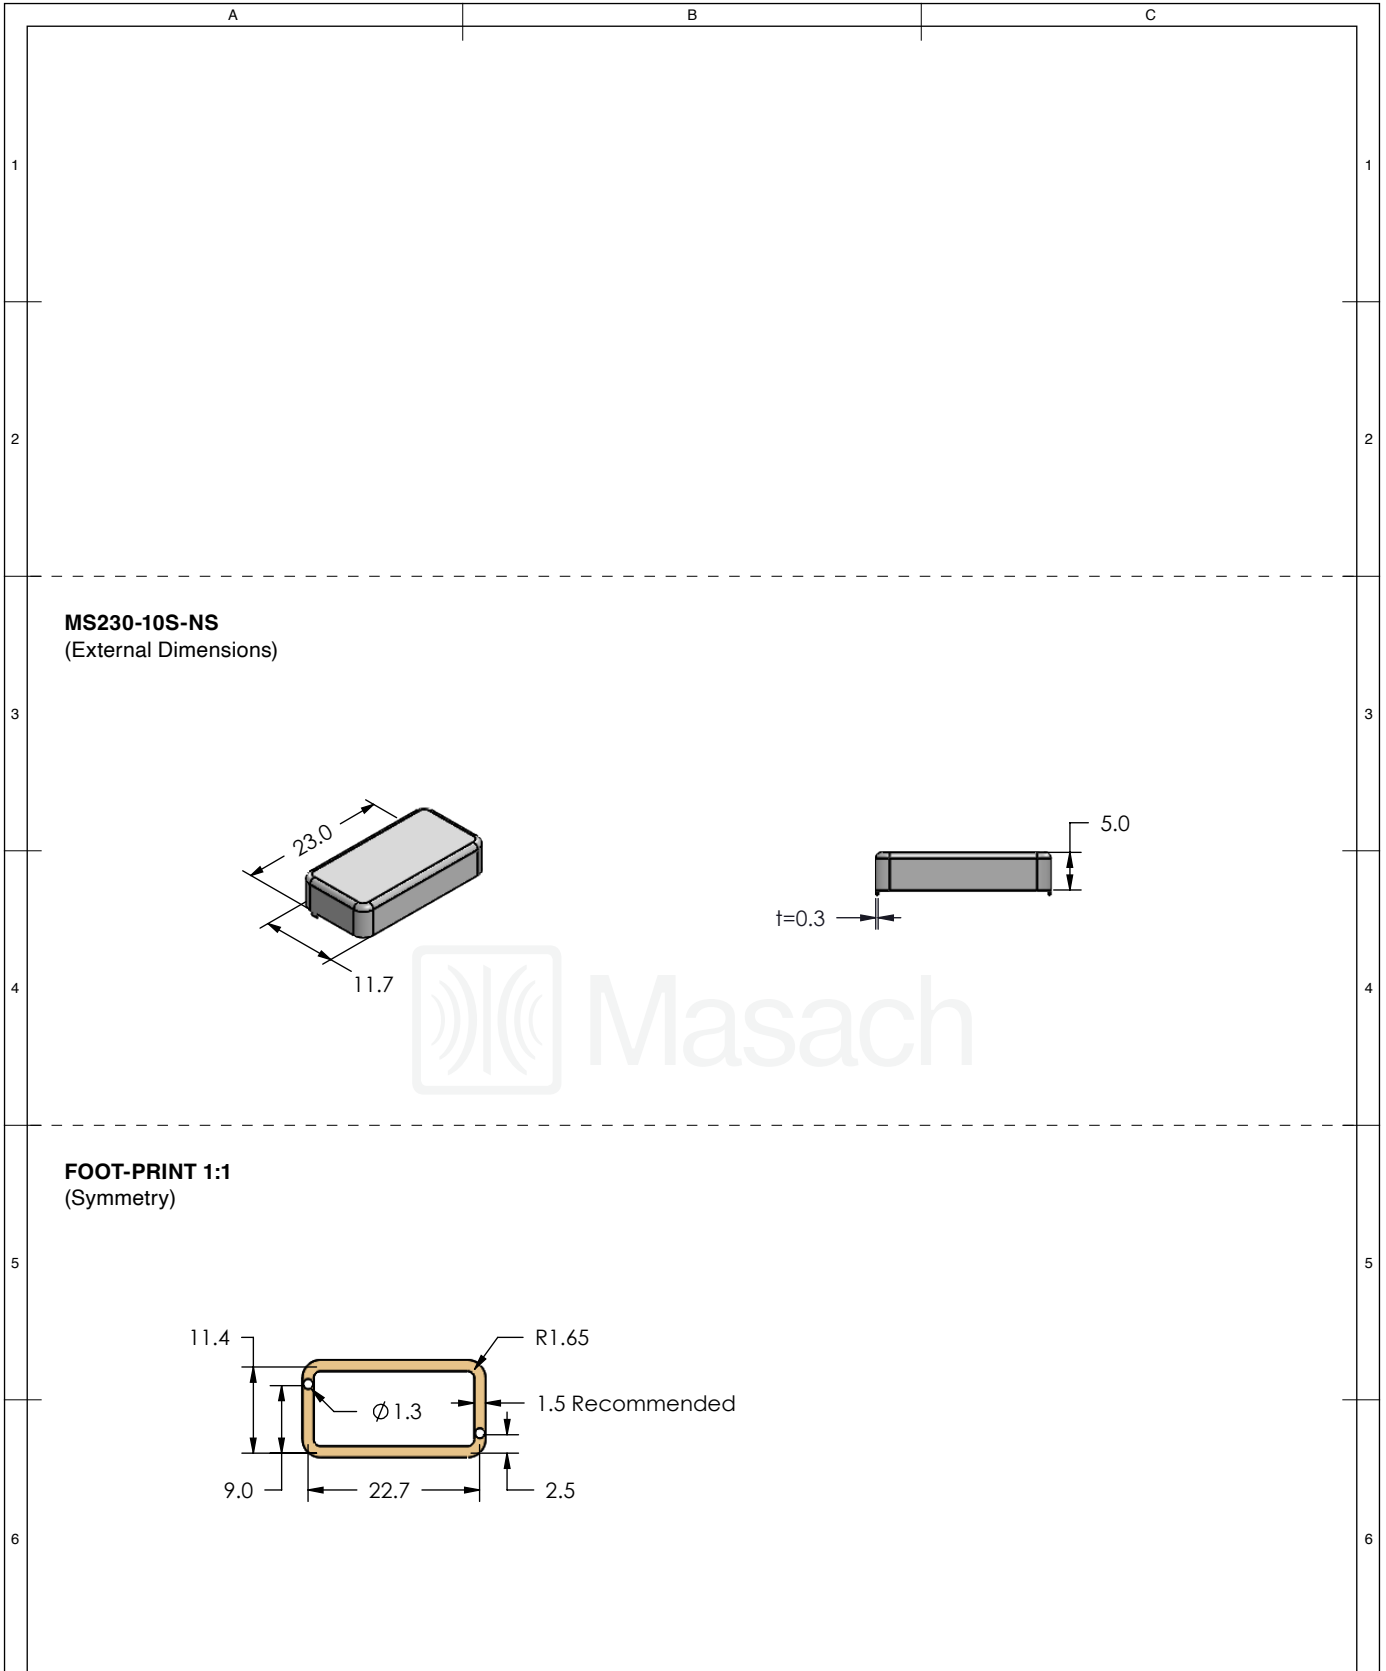 A
B
C
1
1
2
2
MS230-10S-NS
(External Dimensions)
3
3
23.0
5.0
t=0.3
11.7
4
4
Masach
FOOT-PRINT 1:1
(Symmetry)
5
5
11.4
R1.65
1.5 Recommended
Ø1.3
9.0
22.7
2.5
6
6